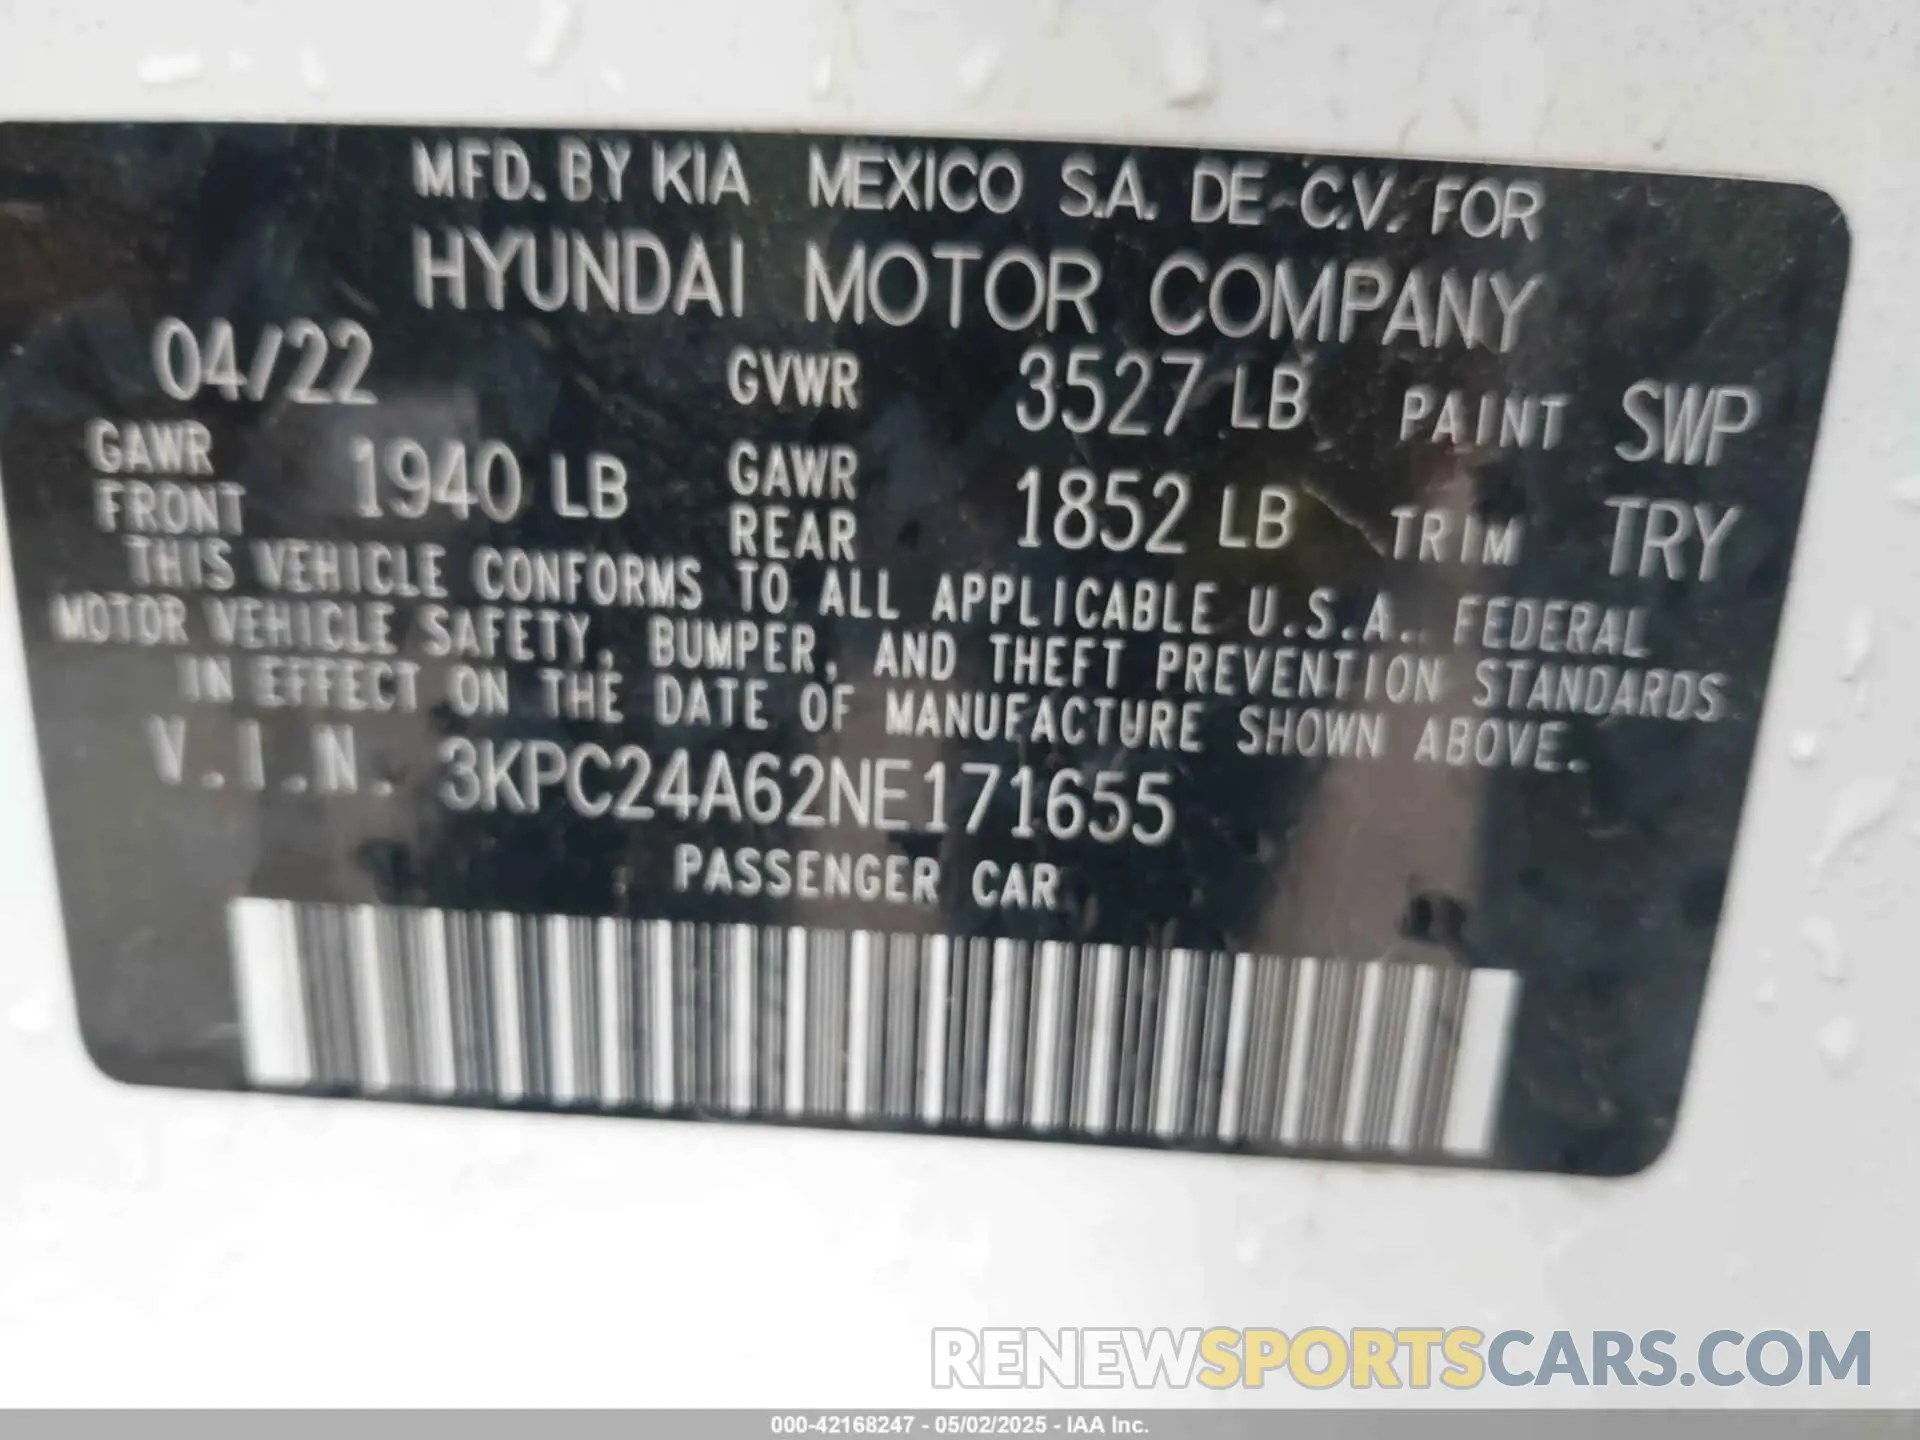 MFD. BY KIA MEXICO S.A. DE C.V. FOR
HYUNDAI MOTOR COMPANY
04/22 GVWR 3527 LB PAINT SWP
GAWR FRONT 1940 LB GAWR REAR 1852 LB TRIM TRY
THIS VEHICLE CONFORMS TO ALL APPLICABLE U.S.A. FEDERAL
MOTOR VEHICLE SAFETY, BUMPER, AND THEFT PREVENTION STANDARDS
IN EFFECT ON THE DATE OF MANUFACTURE SHOWN ABOVE.
V.I.N. 3KPC24A62NE171655
PASSENGER CAR
RENEWSPORTSCARS.COM
000-42168247 - 05/02/2025 - IAA Inc.